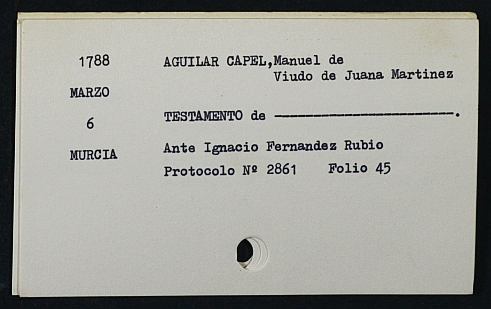 1788
MARZO
6
MURCIA
AGUILAR CAPEL,Manuel de
Viudo de Juana Martinez
TESTAMENTO de ------------------------.
Ante Ignacio Fernandez Rubio
Protocolo Nº 2861 Folio 45